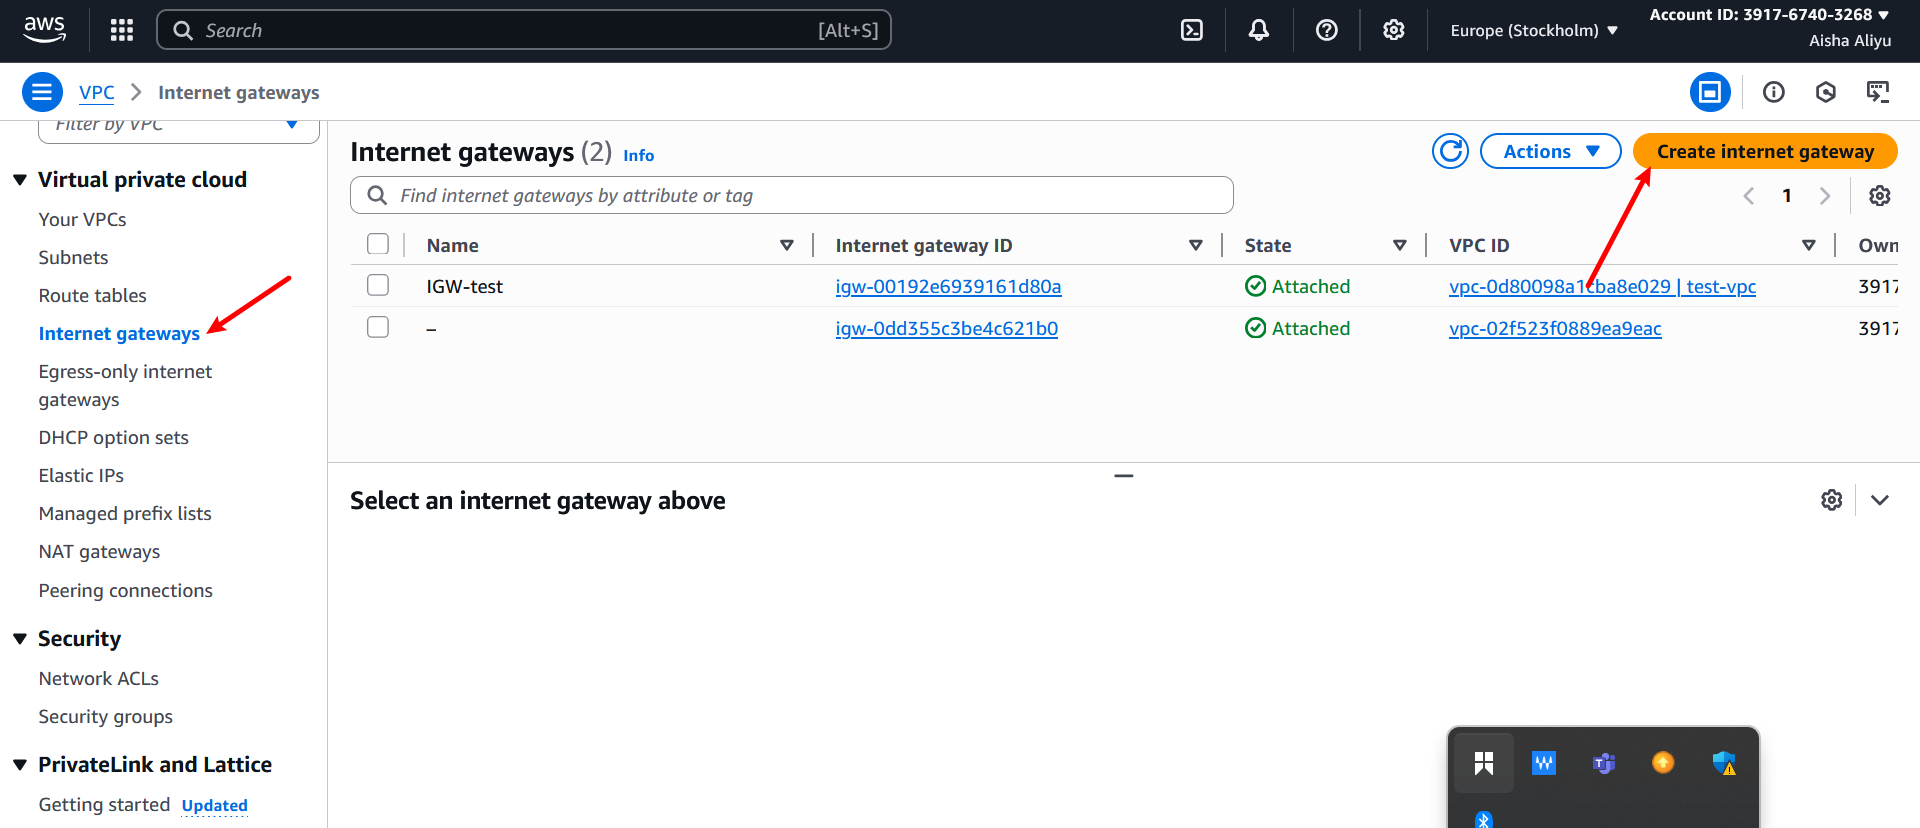 aws
Search [Alt+S]
Europe (Stockholm)
Account ID: 3917-6740-3268
Aisha Aliyu
VPC > Internet gateways
Filter by VPC
Virtual private cloud
Your VPCs
Subnets
Route tables
Internet gateways
Egress-only internet
gateways
DHCP option sets
Elastic IPs
Managed prefix lists
NAT gateways
Peering connections
Security
Network ACLs
Security groups
PrivateLink and Lattice
Getting started Updated
Internet gateways (2) Info
Actions
Create internet gateway
Find internet gateways by attribute or tag
1
Name Internet gateway ID State VPC ID Own
IGW-test igw-00192e6939161d80a Attached vpc-0d80098a1cba8e029 | test-vpc 3917
– igw-0dd355c3be4c621b0 Attached vpc-02f523f0889ea9eac 3917
Select an internet gateway above